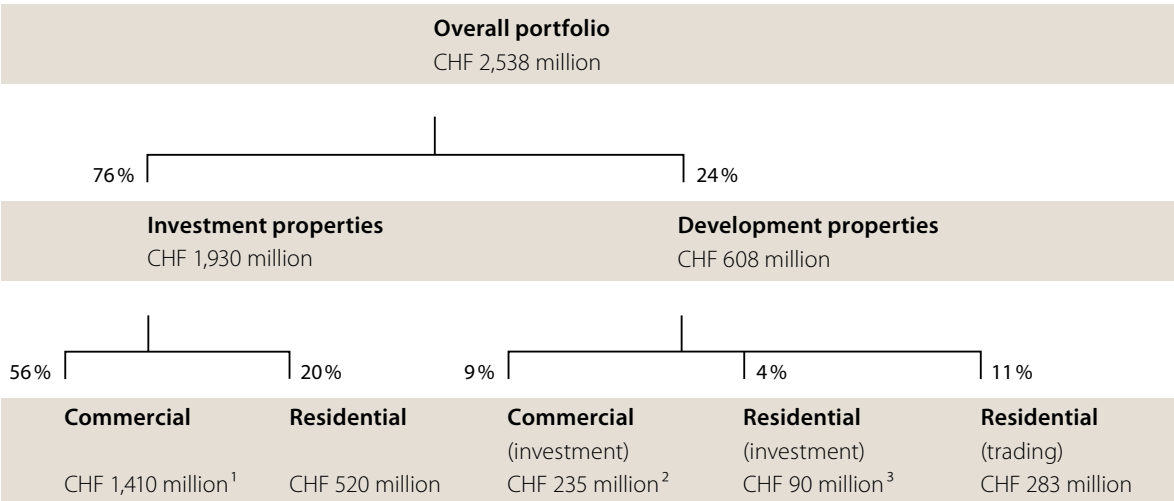 Overall portfolio
CHF 2,538 million
76 %
24 %
Investment properties
CHF 1,930 million
Development properties
CHF 608 million
56 %
20 %
9 %
4 %
11 %
Commercial
CHF 1,410 million¹
Residential
CHF 520 million
Commercial
(investment)
CHF 235 million²
Residential
(investment)
CHF 90 million³
Residential
(trading)
CHF 283 million